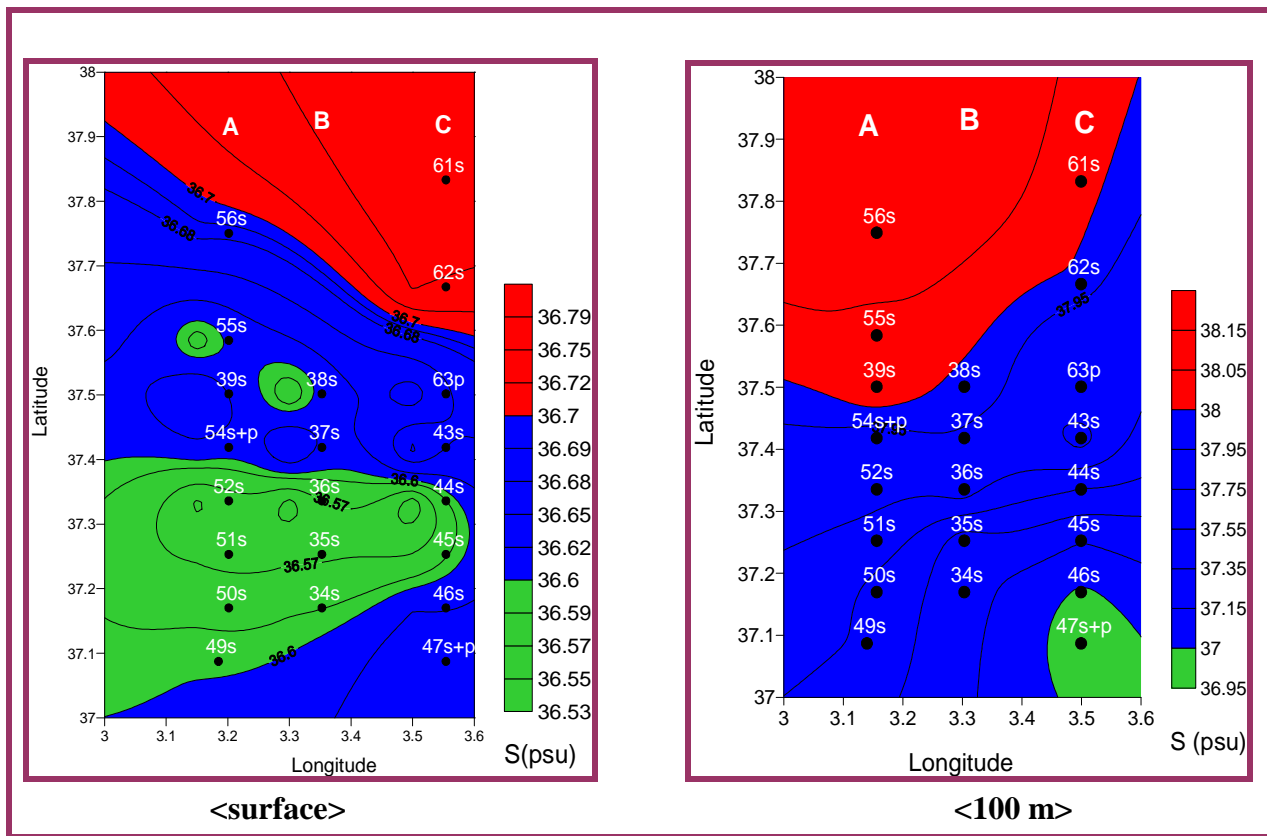 38
37.9
37.8
37.7
37.6
37.5
37.4
37.3
37.2
37.1
37
Latitude
3
3.1
3.2
3.3
3.4
3.5
3.6
Longitude
A B C
61s
36.7
56s
36.68
62s
36.7
36.68
55s
39s 38s 63p
54s+p 37s 43s
52s 36s 44s
36.57
51s 35s 45s
36.57
50s 34s 46s
49s 36.6 47s+p
36.79
36.75
36.72
36.7
36.69
36.68
36.65
36.62
36.6
36.59
36.57
36.55
36.53
S(psu)
<surface>
38
37.9
37.8
37.7
37.6
37.5
37.4
37.3
37.2
37.1
37
Latitude
3
3.1
3.2
3.3
3.4
3.5
3.6
Longitude
A B C
61s
56s
62s
37.95
55s
39s 38s 63p
54s+p 37s 43s
52s 36s 44s
51s 35s 45s
50s 34s 46s
49s 47s+p
38.15
38.05
38
37.95
37.75
37.55
37.35
37.15
37
36.95
S (psu)
<100 m>